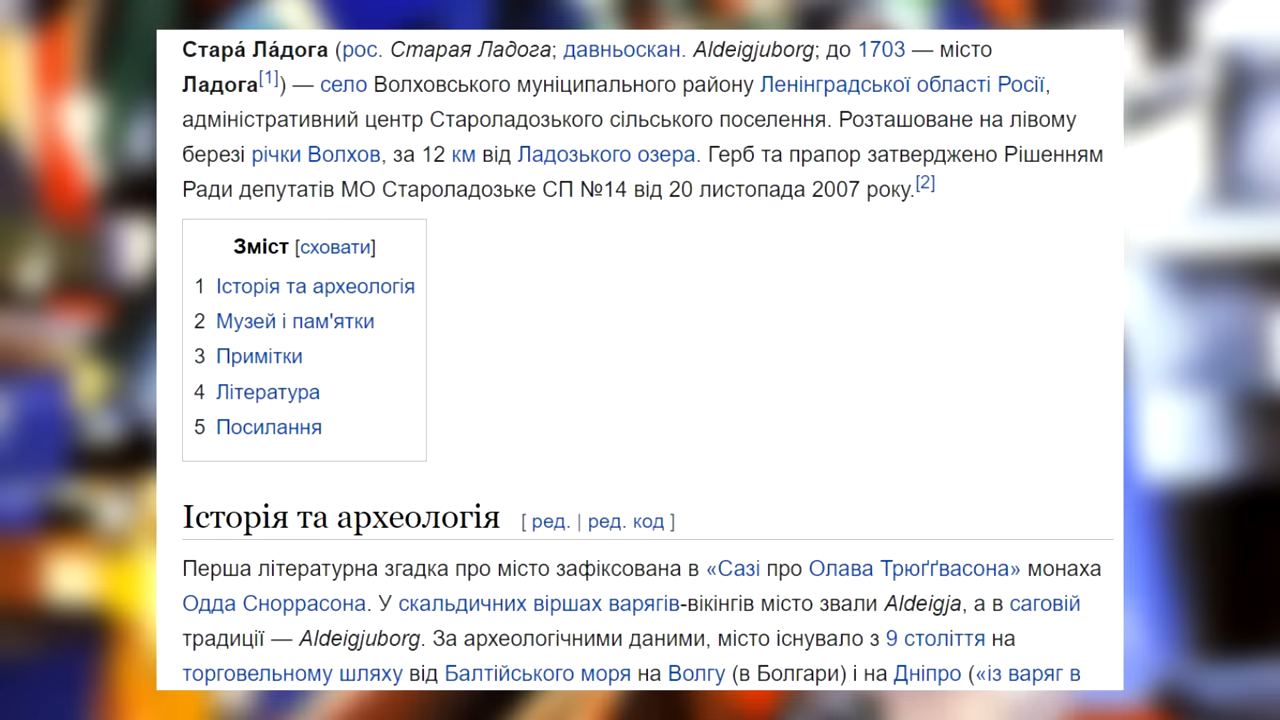 Стара́ Ла́дога (рос. Старая Ладога; давньоскан. Aldeigjuborg; до 1703 — місто
Ладога[1]) — село Волховського муніципального району Ленінградської області Росії,
адміністративний центр Староладозького сільського поселення. Розташоване на лівому
березі річки Волхов, за 12 км від Ладозького озера. Герб та прапор затверджено Рішенням
Ради депутатів МО Староладозьке СП №14 від 20 листопада 2007 року.[2]
Зміст [сховати]
1 Історія та археологія
2 Музей і пам'ятки
3 Примітки
4 Література
5 Посилання
Історія та археологія [ ред. | ред. код ]
Перша літературна згадка про місто зафіксована в «Сазі про Олава Трюґґвасона» монаха
Одда Сноррасона. У скальдичних віршах варягів-вікінгів місто звали Aldeigja, а в саговій
традиції — Aldeigjuborg. За археологічними даними, місто існувало з 9 століття на
торговельному шляху від Балтійського моря на Волгу (в Болгари) і на Дніпро («із варяг в